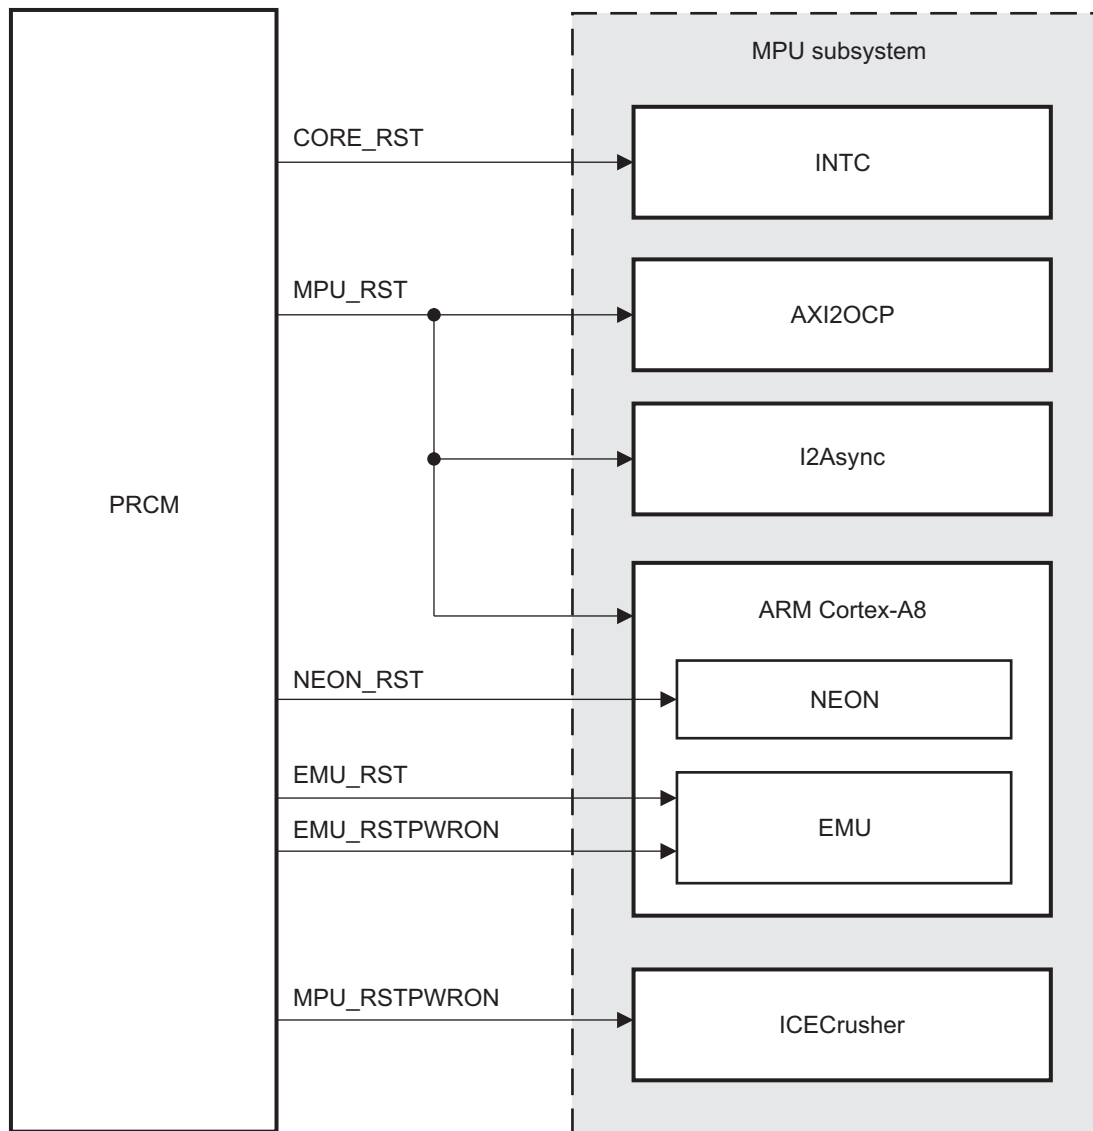 MPU subsystem
CORE_RST
INTC
MPU_RST
AXI2OCP
I2Async
PRCM
ARM Cortex-A8
NEON_RST
NEON
EMU_RST
EMU_RSTPWRON
EMU
MPU_RSTPWRON
ICECrusher